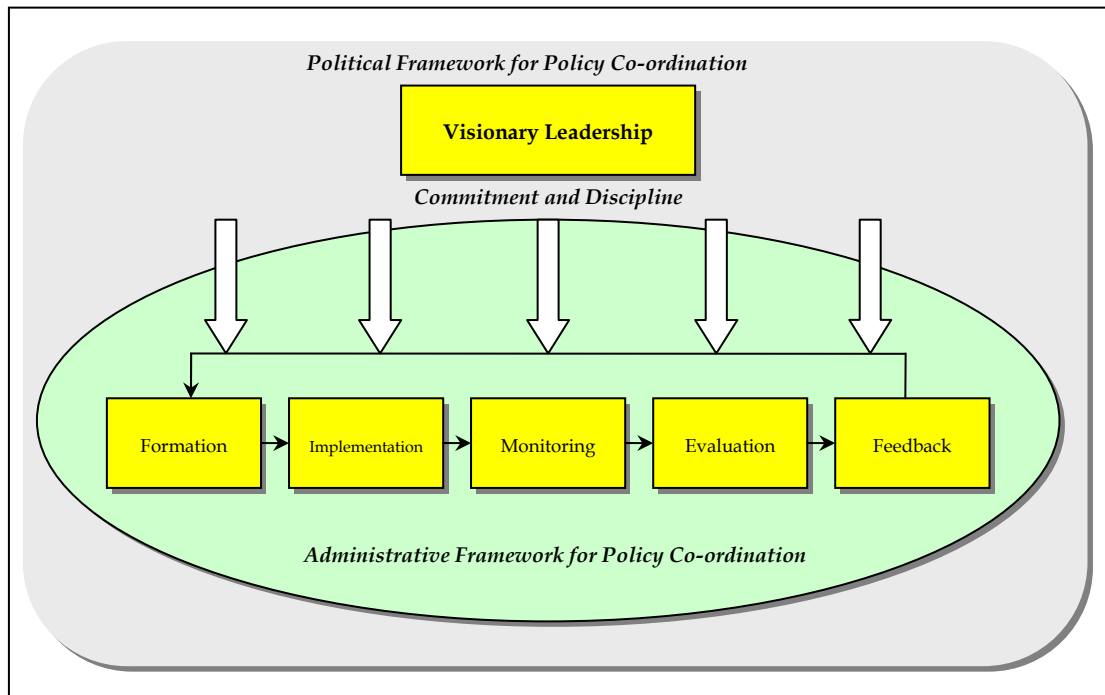 Political Framework for Policy Co-ordination
Visionary Leadership
Commitment and Discipline
Formation
Implementation
Monitoring
Evaluation
Feedback
Administrative Framework for Policy Co-ordination